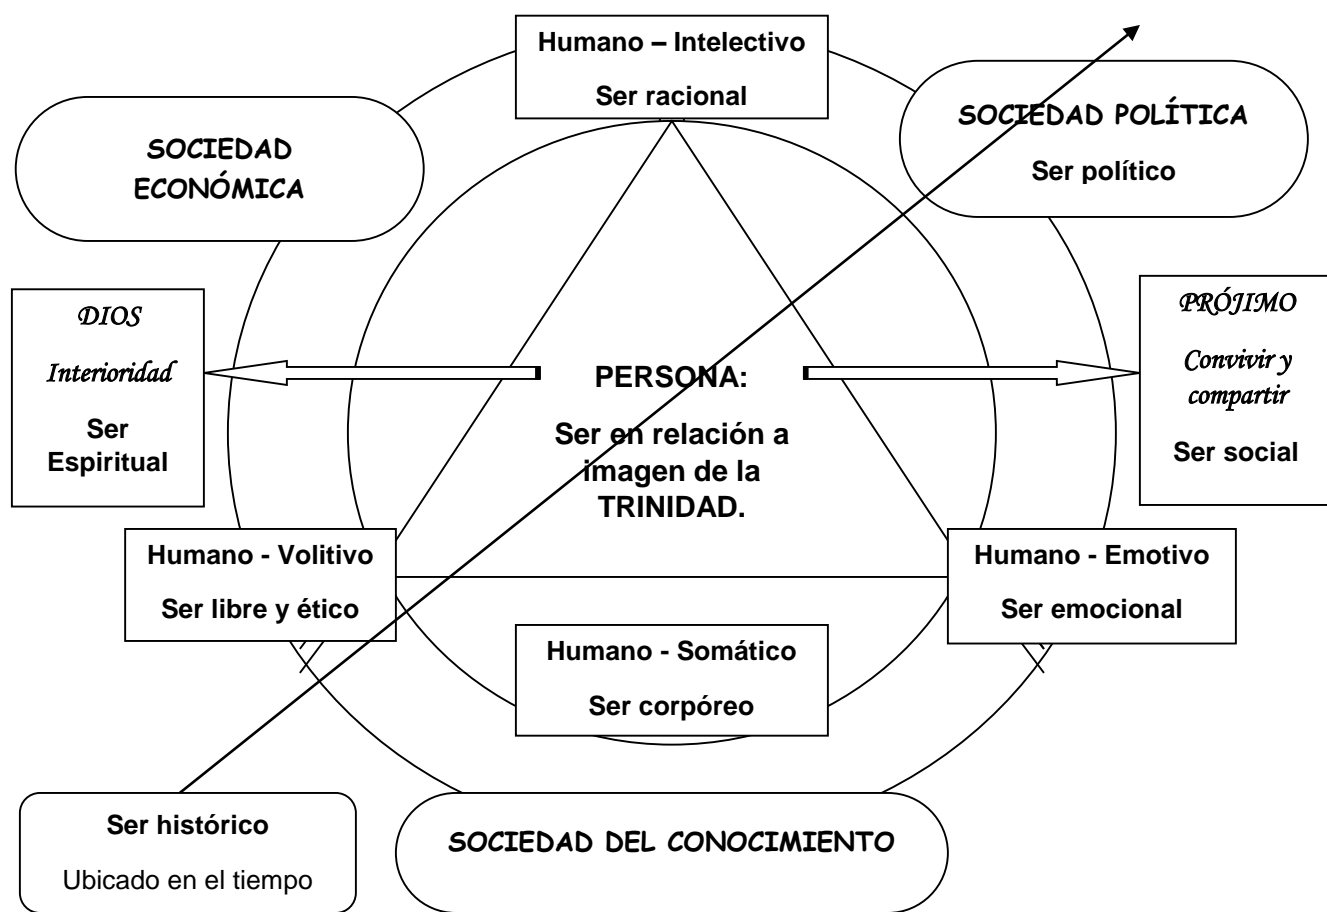 Humano – Intelectivo
Ser racional
SOCIEDAD
ECONÓMICA
SOCIEDAD POLÍTICA
Ser político
DIOS
Interioridad
Ser
Espiritual
PERSONA:
Ser en relación a
imagen de la
TRINIDAD.
PRÓJIMO
Convivir y
compartir
Ser social
Humano - Volitivo
Ser libre y ético
Humano - Emotivo
Ser emocional
Humano - Somático
Ser corpóreo
Ser histórico
Ubicado en el tiempo
SOCIEDAD DEL CONOCIMIENTO